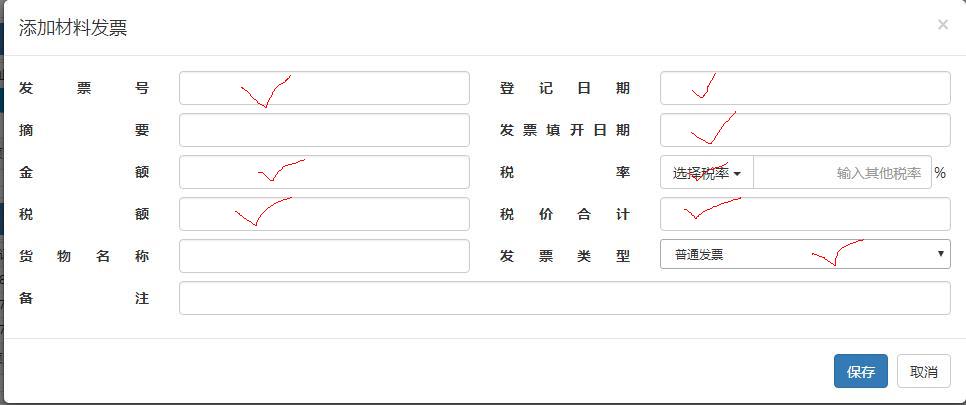 添加材料发票 ×
发票号 登记日期
摘要 发票填开日期
金额 税率 选择税率 输入其他税率 %
税额 税价合计
货物名称 发票类型 普通发票
备注
保存 取消